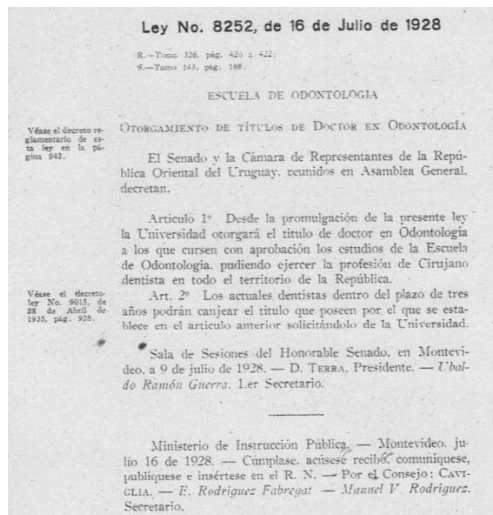 Ley No. 8252, de 16 de Julio de 1928
R.—Tomo 326, pág. 420 a 422.
S.—Tomo 143, pág. 188.
ESCUELA DE ODONTOLOGIA
Véase el decreto re-
glamentario de es-
ta ley en la pá-
gina 943.
OTORGAMIENTO DE TÍTULOS DE DOCTOR EN ODONTOLOGÍA
El Senado y la Cámara de Representantes de la Repú-
blica Oriental del Uruguay, reunidos en Asamblea General,
decretan.
Articulo 1º Desde la promulgación de la presente ley
la Universidad otorgará el titulo de doctor en Odontología
a los que cursen con aprobación los estudios de la Escuela
de Odontología, pudiendo ejercer la profesión de Cirujano
dentista en todo el territorio de la República.
Véase el decreto-
ley No. 9015, de
28 de Abril de
1933, pág. 928.
Art. 2º Los actuales dentistas dentro del plazo de tres
años podrán canjear el titulo que poseen por el que se esta-
blece en el articulo anterior solicitándolo de la Universidad.
Sala de Sesiones del Honorable Senado, en Montevi-
deo, a 9 de julio de 1928. — D. TERRA, Presidente. — Ubal-
do Ramón Guerra, 1.er Secretario.
Ministerio de Instrucción Pública. — Montevideo, ju-
lio 16 de 1928. — Cúmplase, acúsese recibo, comuníquese,
publíquese e insértese en el R. N. — Por el Consejo: CAVI-
GLIA. — E. Rodríguez Fabregat — Manuel V. Rodríguez,
Secretario.